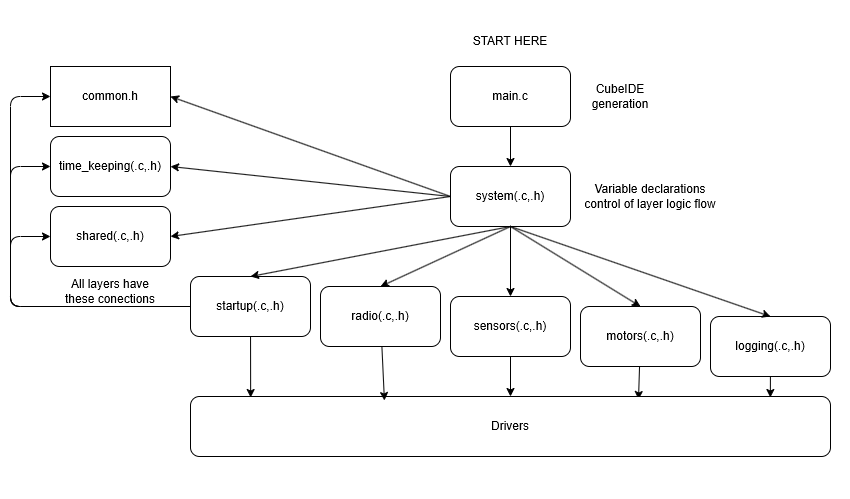 START HERE
common.h
main.c
CubeIDE
generation
time_keeping(.c,.h)
system(.c,.h)
Variable declarations
control of layer logic flow
shared(.c,.h)
All layers have
these conections
startup(.c,.h)
radio(.c,.h)
sensors(.c,.h)
motors(.c,.h)
logging(.c,.h)
Drivers